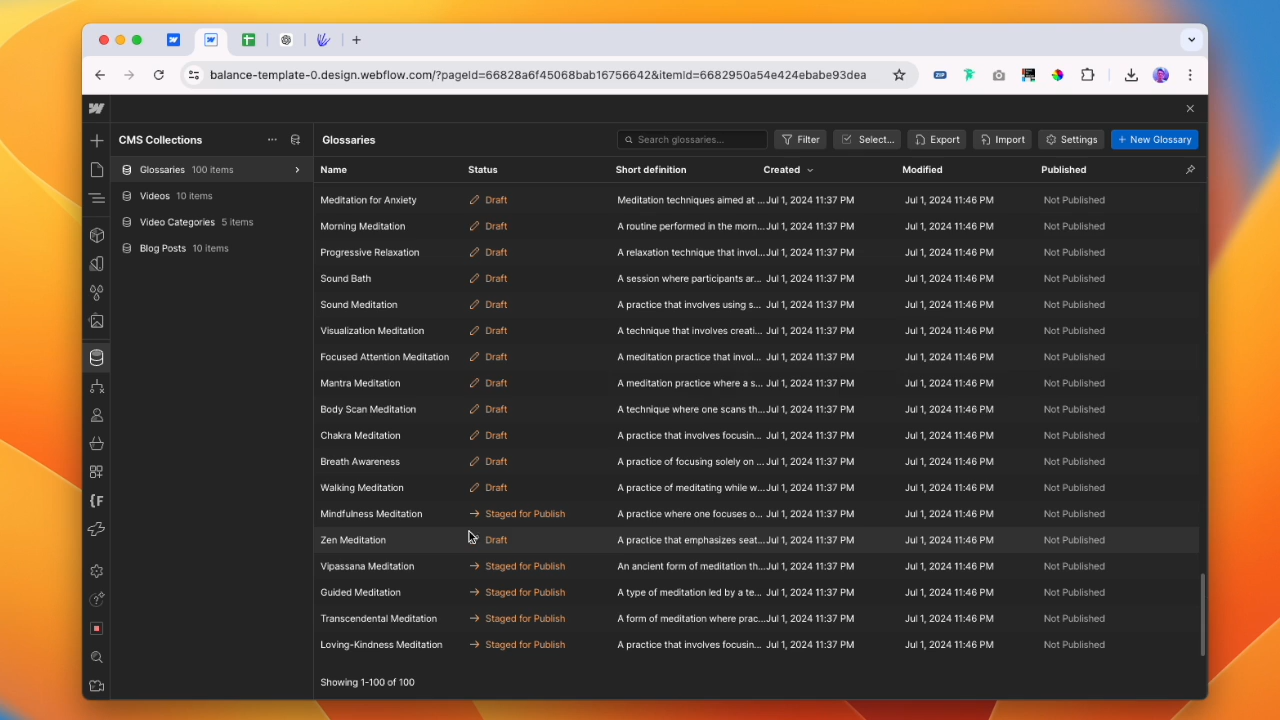 balance-template-0.design.webflow.com/?pageId=66828a6f45068bab16756642&itemId=6682950a54e424ebabe93dea
ZIP
CMS Collections
Glossaries 100 items
Videos 10 items
Video Categories 5 items
Blog Posts 10 items
Glossaries
Search glossaries...
Filter
Select...
Export
Import
Settings
+ New Glossary
Name Status Short definition Created Modified Published
Meditation for Anxiety Draft Meditation techniques aimed at ... Jul 1, 2024 11:37 PM Jul 1, 2024 11:46 PM Not Published
Morning Meditation Draft A routine performed in the morn... Jul 1, 2024 11:37 PM Jul 1, 2024 11:46 PM Not Published
Progressive Relaxation Draft A relaxation technique that invol... Jul 1, 2024 11:37 PM Jul 1, 2024 11:46 PM Not Published
Sound Bath Draft A session where participants ar... Jul 1, 2024 11:37 PM Jul 1, 2024 11:46 PM Not Published
Sound Meditation Draft A practice that involves using s... Jul 1, 2024 11:37 PM Jul 1, 2024 11:46 PM Not Published
Visualization Meditation Draft A technique that involves creati... Jul 1, 2024 11:37 PM Jul 1, 2024 11:46 PM Not Published
Focused Attention Meditation Draft A meditation practice that invol... Jul 1, 2024 11:37 PM Jul 1, 2024 11:46 PM Not Published
Mantra Meditation Draft A meditation practice where a s... Jul 1, 2024 11:37 PM Jul 1, 2024 11:46 PM Not Published
Body Scan Meditation Draft A technique where one scans th... Jul 1, 2024 11:37 PM Jul 1, 2024 11:46 PM Not Published
Chakra Meditation Draft A practice that involves focusin... Jul 1, 2024 11:37 PM Jul 1, 2024 11:46 PM Not Published
Breath Awareness Draft A practice of focusing solely on ... Jul 1, 2024 11:37 PM Jul 1, 2024 11:46 PM Not Published
Walking Meditation Draft A practice of meditating while w... Jul 1, 2024 11:37 PM Jul 1, 2024 11:46 PM Not Published
Mindfulness Meditation Staged for Publish A practice where one focuses o... Jul 1, 2024 11:37 PM Jul 1, 2024 11:46 PM Not Published
Zen Meditation Draft A practice that emphasizes seat... Jul 1, 2024 11:37 PM Jul 1, 2024 11:46 PM Not Published
Vipassana Meditation Staged for Publish An ancient form of meditation th... Jul 1, 2024 11:37 PM Jul 1, 2024 11:46 PM Not Published
Guided Meditation Staged for Publish A type of meditation led by a te... Jul 1, 2024 11:37 PM Jul 1, 2024 11:46 PM Not Published
Transcendental Meditation Staged for Publish A form of meditation where prac... Jul 1, 2024 11:37 PM Jul 1, 2024 11:46 PM Not Published
Loving-Kindness Meditation Staged for Publish A practice that involves focusin... Jul 1, 2024 11:37 PM Jul 1, 2024 11:46 PM Not Published
Showing 1-100 of 100